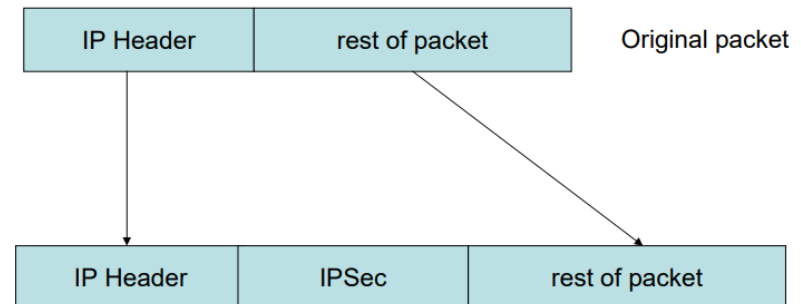 IP Header rest of packet Original packet
IP Header IPSec rest of packet